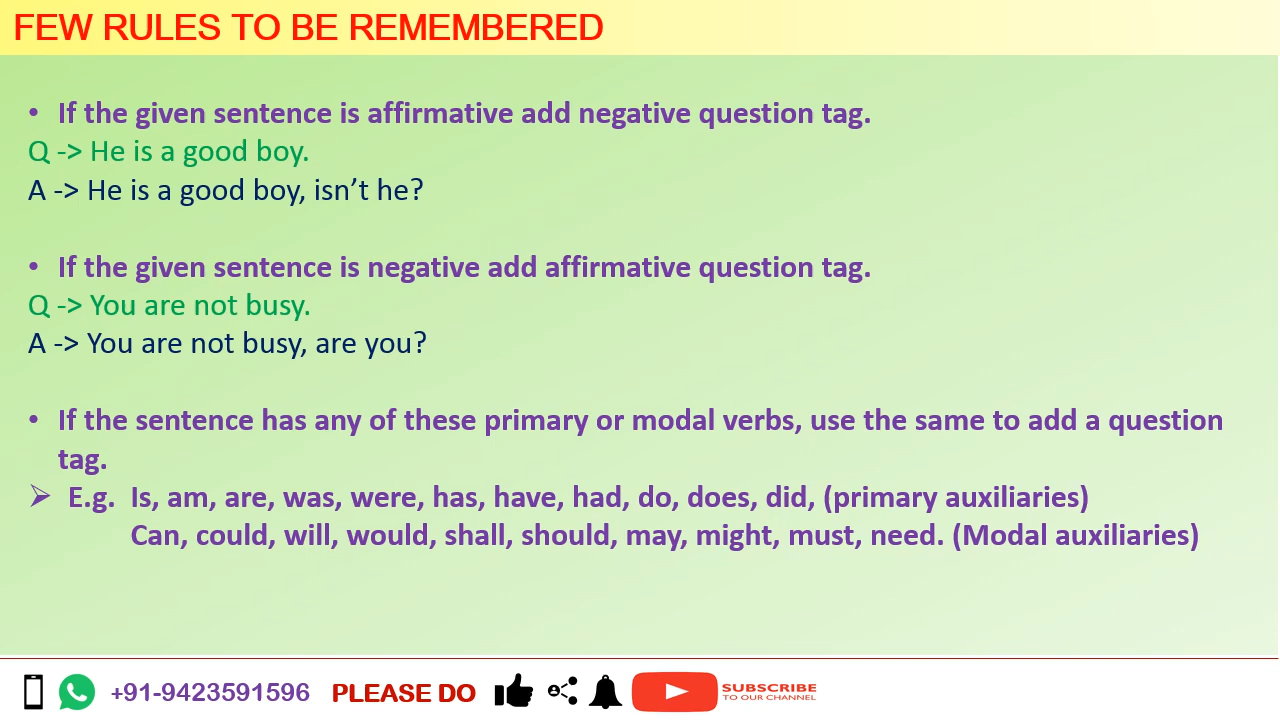 FEW RULES TO BE REMEMBERED
• If the given sentence is affirmative add negative question tag.
Q -> He is a good boy.
A -> He is a good boy, isn’t he?
• If the given sentence is negative add affirmative question tag.
Q -> You are not busy.
A -> You are not busy, are you?
• If the sentence has any of these primary or modal verbs, use the same to add a question
tag.
➢ E.g. Is, am, are, was, were, has, have, had, do, does, did, (primary auxiliaries)
Can, could, will, would, shall, should, may, might, must, need. (Modal auxiliaries)
+91-9423591596 PLEASE DO SUBSCRIBE
TO OUR CHANNEL